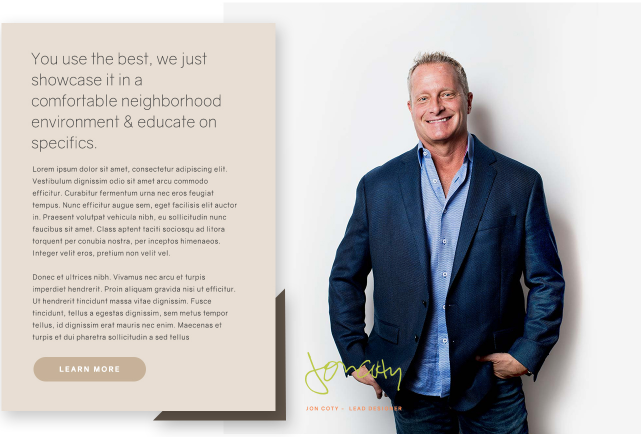 You use the best, we just
showcase it in a
comfortable neighborhood
environment & educate on
specifics.
Lorem ipsum dolor sit amet, consectetur adipiscing elit.
Vestibulum dignissim odio sit amet arcu commodo
efficitur. Curabitur fermentum urna nec eros feugiat
tempus. Nunc efficitur augue sem, eget facilisis elit auctor
in. Praesent volutpat vehicula nibh, eu sollicitudin nunc
faucibus sit amet. Class aptent taciti sociosqu ad litora
torquent per conubia nostra, per inceptos himenaeos.
Integer velit eros, pretium non velit vel.
Donec et ultrices nibh. Vivamus nec arcu et turpis
imperdiet hendrerit. Proin aliquam gravida nisi ut efficitur.
Ut hendrerit tincidunt massa vitae dignissim. Fusce
tincidunt, tellus a egestas dignissim, sem metus tempor
tellus, id dignissim erat mauris nec enim. Maecenas et
turpis et dui pharetra sollicitudin a sed tellus
LEARN MORE
Jon Coty
JON COTY - LEAD DESIGNER